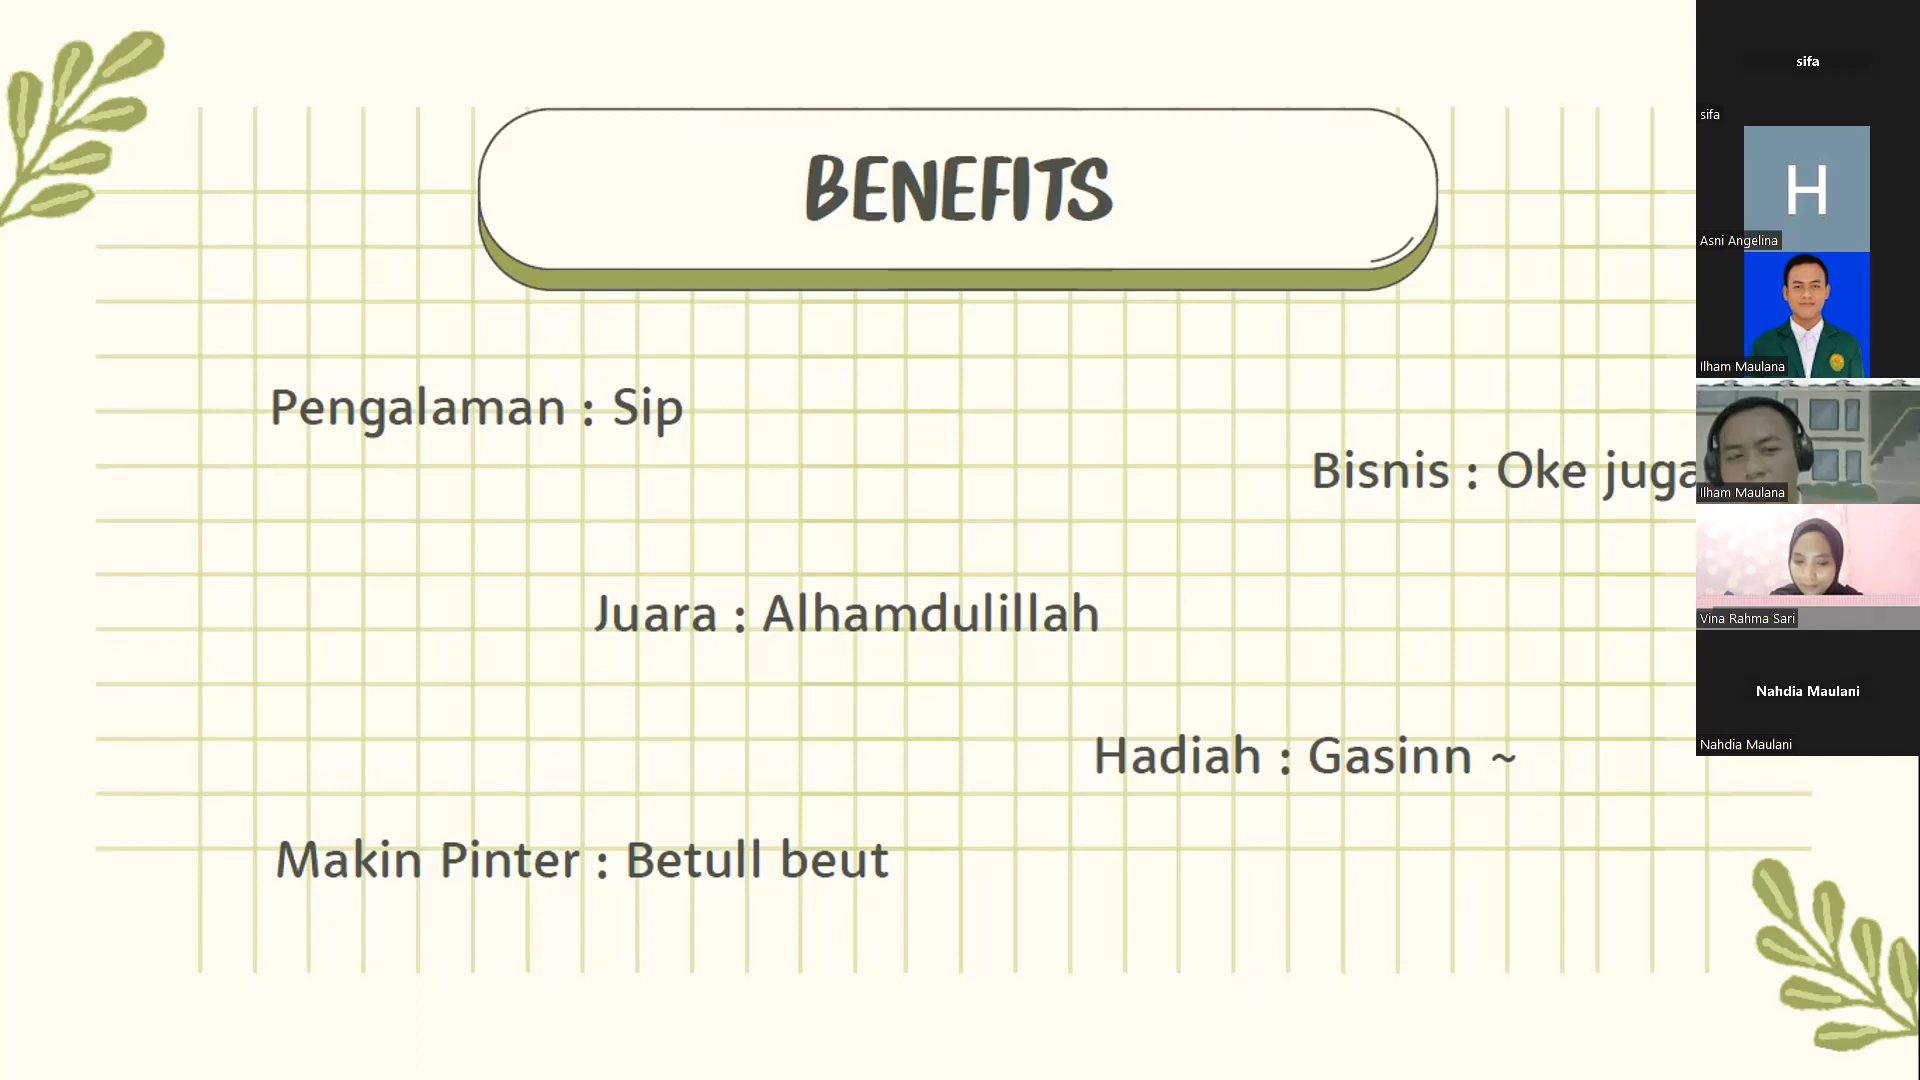 BENEFITS
Pengalaman : Sip
Bisnis : Oke juga
Juara : Alhamdulillah
Hadiah : Gasinn ~
Makin Pinter : Betull beut
sifa
sifa
H
Asni Angelina
Ilham Maulana
Ilham Maulana
Vina Rahma Sari
Nahdia Maulani
Nahdia Maulani